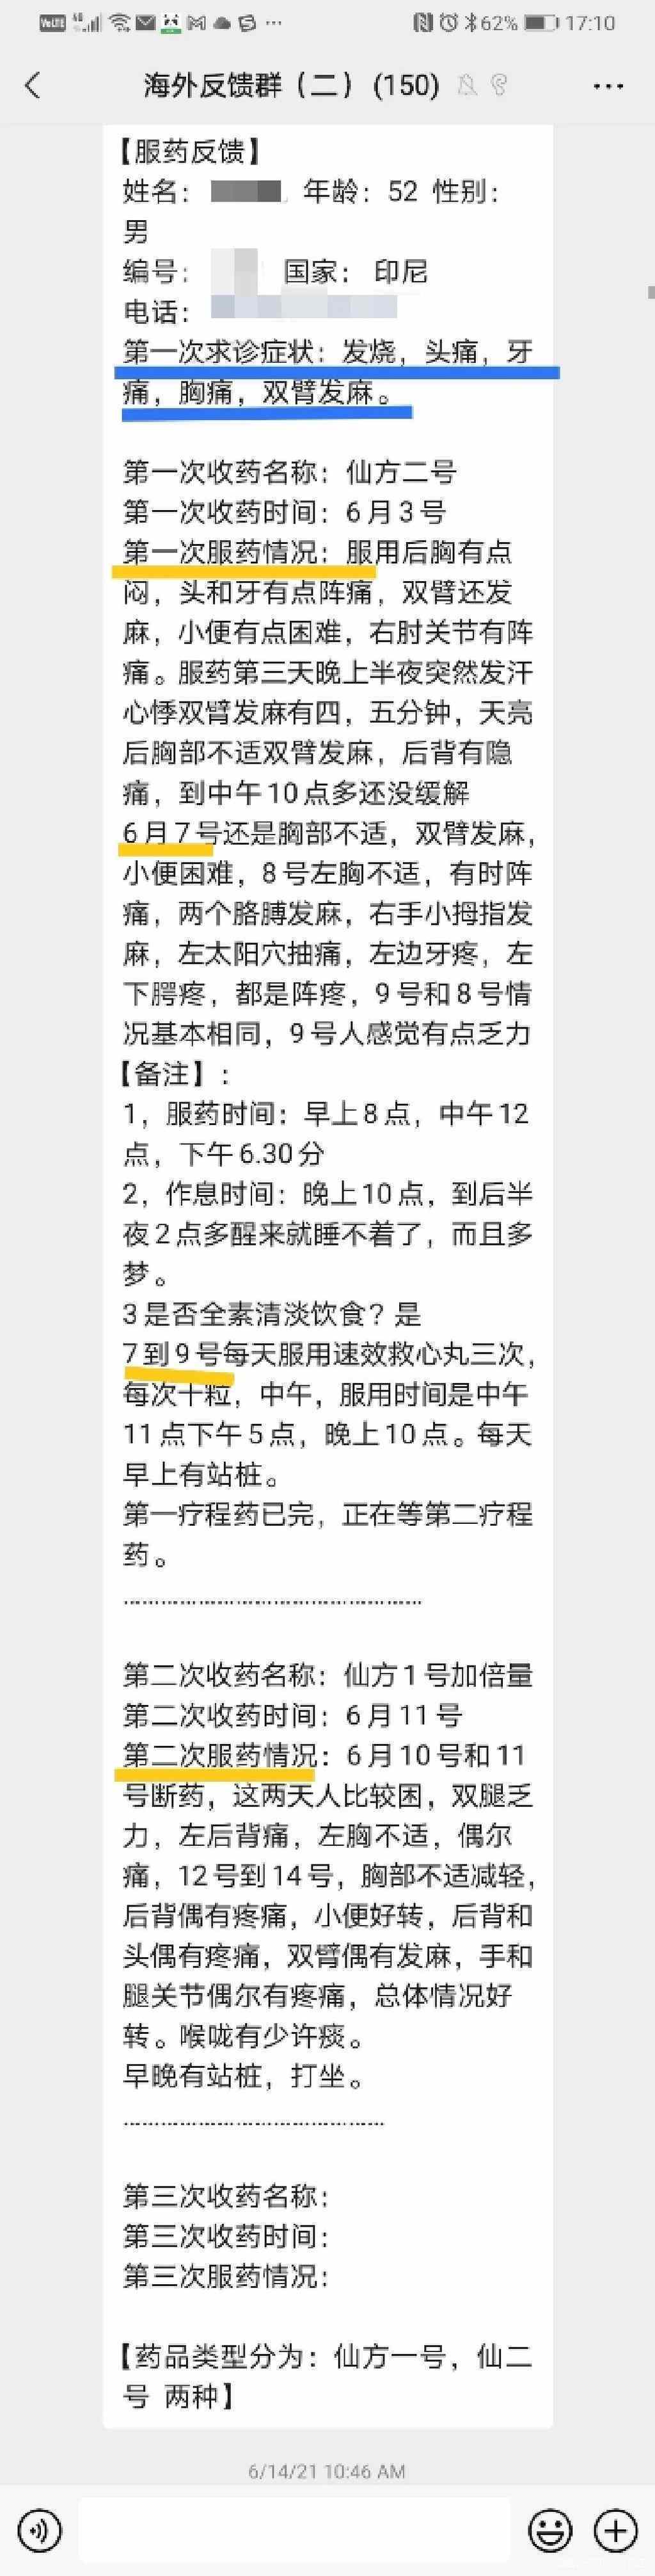 VoLTE 4G 62% 17:10
海外反馈群（二）(150)
【服药反馈】
姓名： 年龄：52 性别：
男
编号： 国家： 印尼
电话：
第一次求诊症状：发烧，头痛，牙
痛，胸痛，双臂发麻。
第一次收药名称：仙方二号
第一次收药时间：6月3号
第一次服药情况：服用后胸有点
闷，头和牙有点阵痛，双臂还发
麻，小便有点困难，右肘关节有阵
痛。服药第三天晚上半夜突然发汗
心悸双臂发麻有四，五分钟，天亮
后胸部不适双臂发麻，后背有隐
痛，到中午10点多还没缓解
6月7号还是胸部不适，双臂发麻，
小便困难，8号左胸不适，有时阵
痛，两个胳膊发麻，右手小拇指发
麻，左太阳穴抽痛，左边牙疼，左
下腭疼，都是阵疼，9号和8号情
况基本相同，9号人感觉有点乏力
【备注】：
1，服药时间：早上8点，中午12
点，下午6.30分
2，作息时间：晚上10点，到后半
夜2点多醒来就睡不着了，而且多
梦。
3是否全素清淡饮食？是
7到9号每天服用速效救心丸三次，
每次十粒，中午，服用时间是中午
11点下午5点，晚上10点。每天
早上有站桩。
第一疗程药已完，正在等第二疗程
药。
………………………………………
第二次收药名称：仙方1号加倍量
第二次收药时间：6月11号
第二次服药情况：6月10号和11
号断药，这两天人比较困，双腿乏
力，左后背痛，左胸不适，偶尔
痛，12号到14号，胸部不适减轻，
后背偶有疼痛，小便好转，后背和
头偶有疼痛，双臂偶有发麻，手和
腿关节偶尔有疼痛，总体情况好
转。喉咙有少许痰。
早晚有站桩，打坐。
…………………………………
第三次收药名称：
第三次收药时间：
第三次服药情况：
【药品类型分为：仙方一号，仙二
号 两种】
6/14/21 10:46 AM